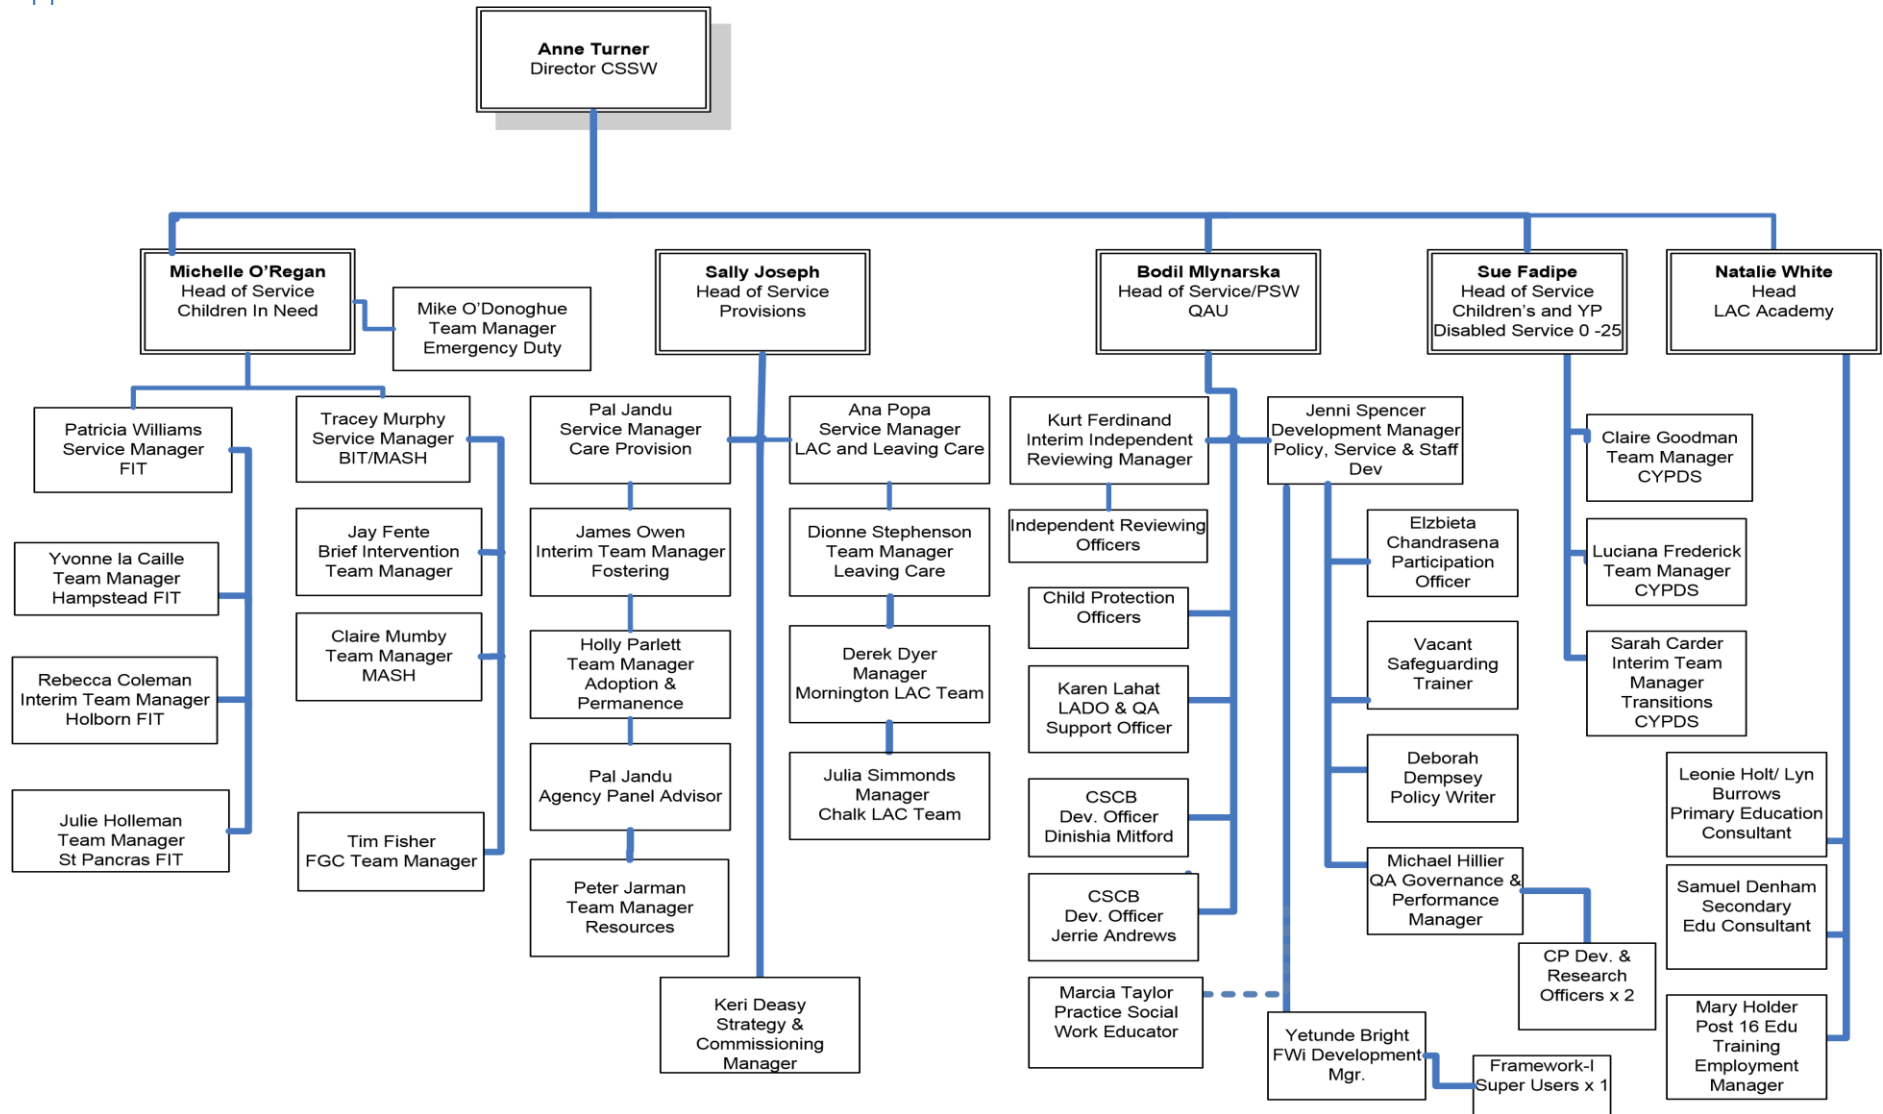 Anne Turner
Director CSSW
Michelle O’Regan
Head of Service
Children In Need
Mike O’Donoghue
Team Manager
Emergency Duty
Sally Joseph
Head of Service
Provisions
Bodil Mlynarska
Head of Service/PSW
QAU
Sue Fadipe
Head of Service
Children’s and YP
Disabled Service 0 -25
Natalie White
Head
LAC Academy
Patricia Williams
Service Manager
FIT
Yvonne la Caille
Team Manager
Hampstead FIT
Rebecca Coleman
Interim Team Manager
Holborn FIT
Julie Holleman
Team Manager
St Pancras FIT
Tracey Murphy
Service Manager
BIT/MASH
Jay Fente
Brief Intervention
Team Manager
Claire Mumby
Team Manager
MASH
Tim Fisher
FGC Team Manager
Pal Jandu
Service Manager
Care Provision
James Owen
Interim Team Manager
Fostering
Holly Parlett
Team Manager
Adoption &
Permanence
Pal Jandu
Agency Panel Advisor
Peter Jarman
Team Manager
Resources
Ana Popa
Service Manager
LAC and Leaving Care
Dionne Stephenson
Team Manager
Leaving Care
Derek Dyer
Manager
Mornington LAC Team
Julia Simmonds
Manager
Chalk LAC Team
Keri Deasy
Strategy &
Commissioning
Manager
Kurt Ferdinand
Interim Independent
Reviewing Manager
Independent Reviewing
Officers
Child Protection
Officers
Karen Lahat
LADO & QA
Support Officer
CSCB
Dev. Officer
Dinishia Mitford
CSCB
Dev. Officer
Jerrie Andrews
Marcia Taylor
Practice Social
Work Educator
Jenni Spencer
Development Manager
Policy, Service & Staff
Dev
Elzbieta
Chandrasena
Participation
Officer
Vacant
Safeguarding
Trainer
Deborah
Dempsey
Policy Writer
Michael Hillier
QA Governance &
Performance
Manager
CP Dev. &
Research
Officers x 2
Yetunde Bright
FWi Development
Mgr.
Framework-I
Super Users x 1
Claire Goodman
Team Manager
CYPDS
Luciana Frederick
Team Manager
CYPDS
Sarah Carder
Interim Team
Manager
Transitions
CYPDS
Leonie Holt/ Lyn
Burrows
Primary Education
Consultant
Samuel Denham
Secondary
Edu Consultant
Mary Holder
Post 16 Edu
Training
Employment
Manager